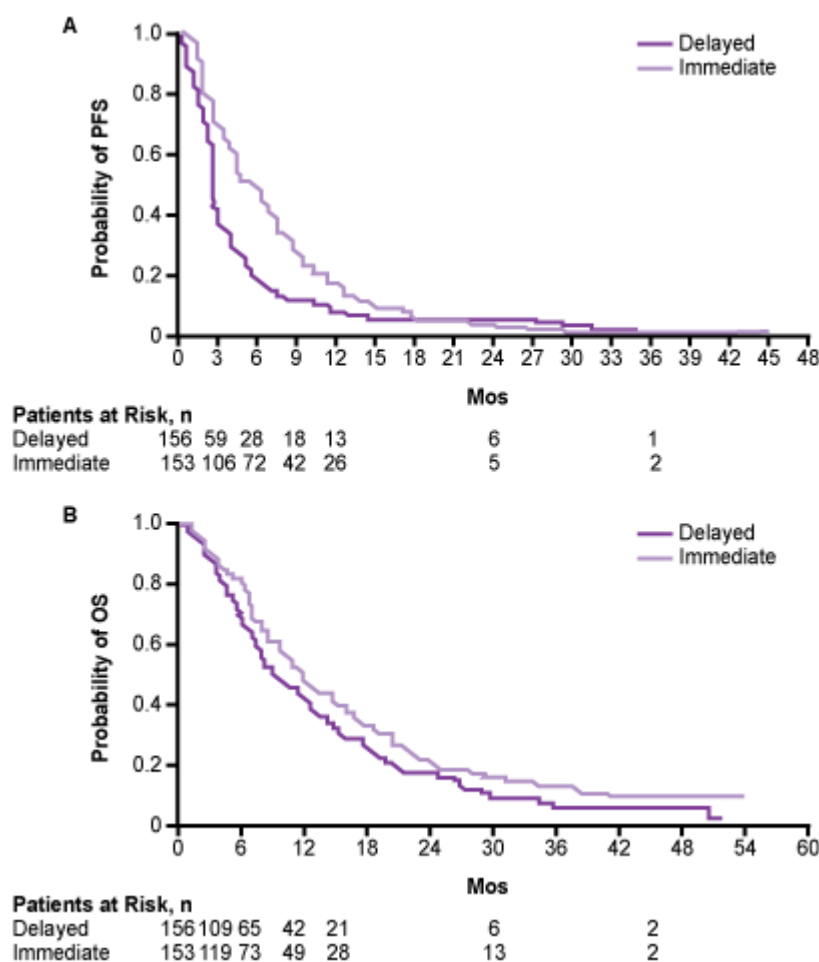 A
Delayed
Immediate
Probability of PFS
1.0
0.8
0.6
0.4
0.2
0
0 3 6 9 12 15 18 21 24 27 30 33 36 39 42 45 48
Mos
Patients at Risk, n
Delayed 156 59 28 18 13 6 1
Immediate 153 106 72 42 26 5 2
B
Delayed
Immediate
Probability of OS
1.0
0.8
0.6
0.4
0.2
0
0 6 12 18 24 30 36 42 48 54 60
Mos
Patients at Risk, n
Delayed 156 109 65 42 21 6 2
Immediate 153 119 73 49 28 13 2